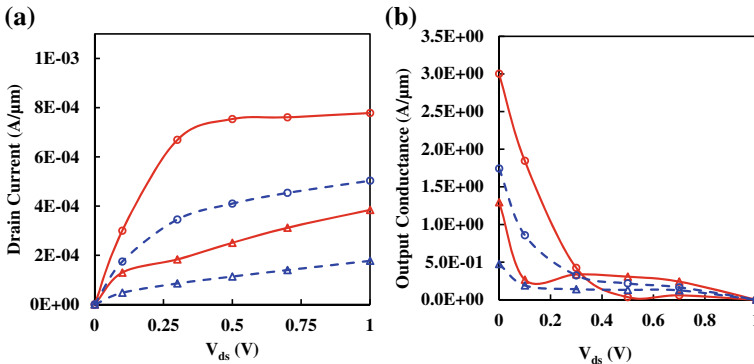 (a)
Drain Current (A/μm)
1E-03
8E-04
6E-04
4E-04
2E-04
0E+00
0
0.25
0.5
0.75
1
Vds (V)
(b)
Output Conductance (A/μm)
3.5E+00
3.0E+00
2.5E+00
2.0E+00
1.5E+00
1.0E+00
5.0E-01
0.0E+00
0
0.2
0.4
0.6
0.8
1
Vds (V)